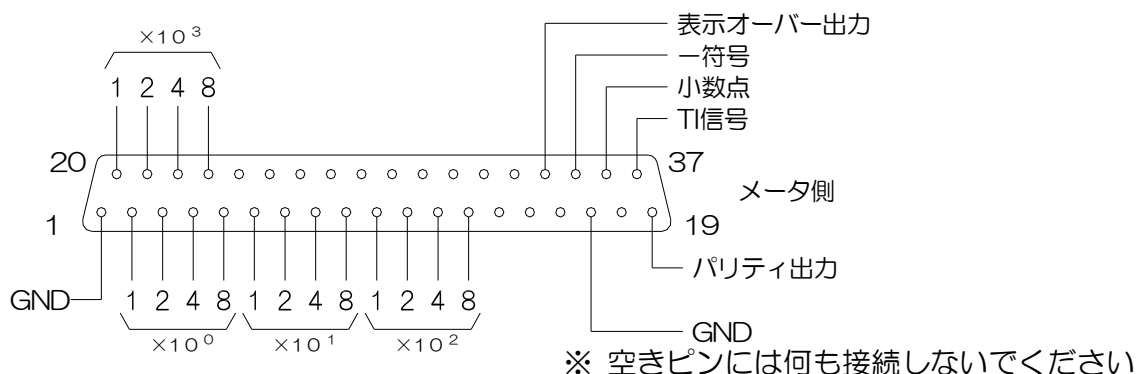 ×10³
1 2 4 8
表示オーバー出力
−符号
小数点
TI信号
20
37
メータ側
1
19
パリティ出力
GND
1 2 4 8 1 2 4 8 1 2 4 8
×10⁰ ×10¹ ×10²
GND
※ 空きピンには何も接続しないでください